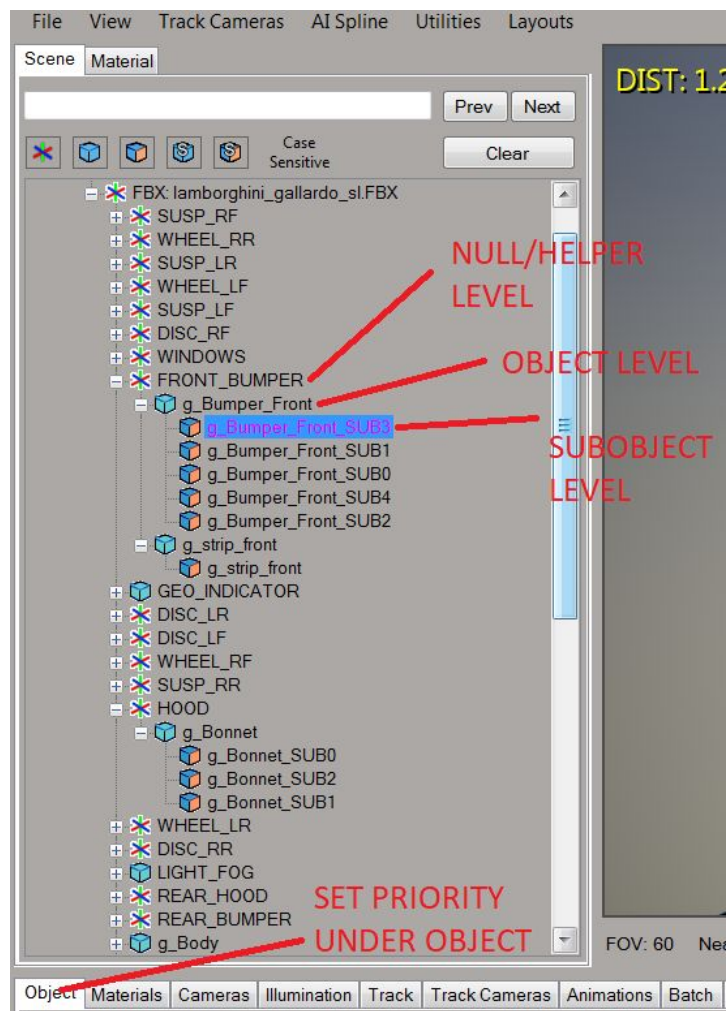 File View Track Cameras AI Spline Utilities Layouts
Scene Material
DIST: 1.2
Prev Next
Case
Sensitive
Clear
FBX: lamborghini_gallardo_sl.FBX
SUSP_RF
WHEEL_RR
SUSP_LR
WHEEL_LF
SUSP_LF
DISC_RF
WINDOWS
FRONT_BUMPER
g_Bumper_Front
g_Bumper_Front_SUB3
g_Bumper_Front_SUB1
g_Bumper_Front_SUB0
g_Bumper_Front_SUB4
g_Bumper_Front_SUB2
g_strip_front
g_strip_front
GEO_INDICATOR
DISC_LR
DISC_LF
WHEEL_RF
SUSP_RR
HOOD
g_Bonnet
g_Bonnet_SUB0
g_Bonnet_SUB2
g_Bonnet_SUB1
WHEEL_LR
DISC_RR
LIGHT_FOG
REAR_HOOD
REAR_BUMPER
g_Body
NULL/HELPER
LEVEL
OBJECT LEVEL
SUBOBJECT
LEVEL
SET PRIORITY
UNDER OBJECT
FOV: 60 Nea
Object Materials Cameras Illumination Track Track Cameras Animations Batch